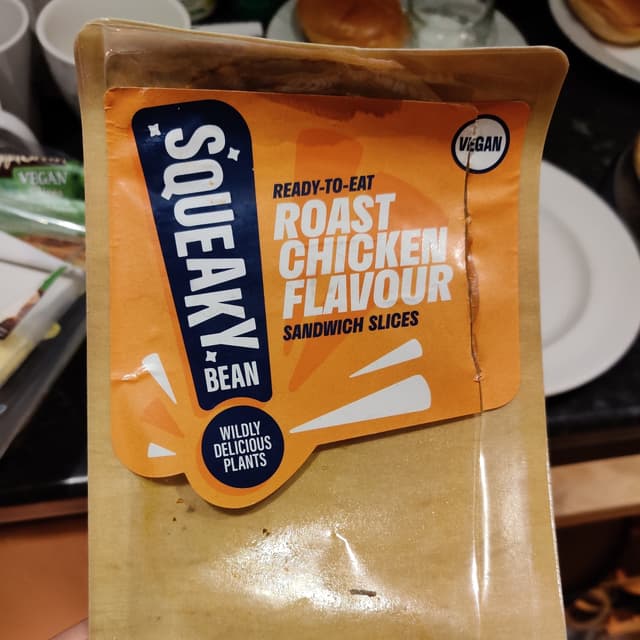 SQUEAKY
BEAN
READY-TO-EAT
ROAST
CHICKEN
FLAVOUR
SANDWICH SLICES
VEGAN
WILDLY
DELICIOUS
PLANTS
VEGAN